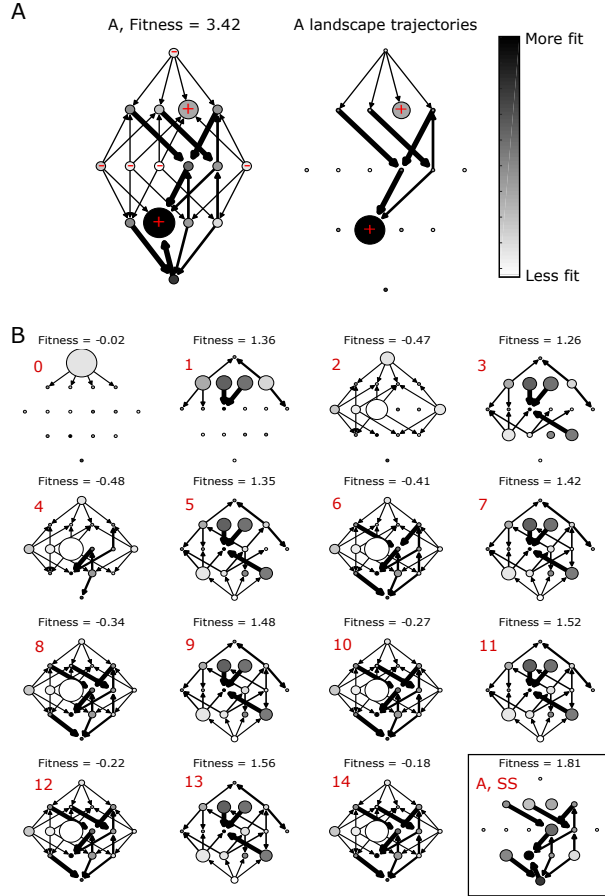 A
A, Fitness = 3.42
A landscape trajectories
More fit
Less fit
+
+
+
+
B
Fitness = -0.02
Fitness = 1.36
Fitness = -0.47
Fitness = 1.26
0
1
2
3
Fitness = -0.48
Fitness = 1.35
Fitness = -0.41
Fitness = 1.42
4
5
6
7
Fitness = -0.34
Fitness = 1.48
Fitness = -0.27
Fitness = 1.52
8
9
10
11
Fitness = -0.22
Fitness = 1.56
Fitness = -0.18
Fitness = 1.81
12
13
14
A, SS